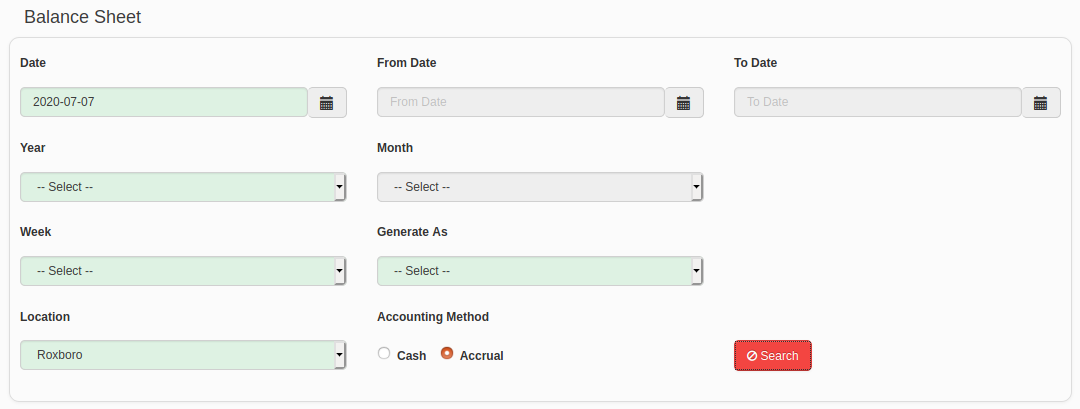 Balance Sheet
Date From Date To Date
2020-07-07 From Date To Date
Year Month
-- Select -- -- Select --
Week Generate As
-- Select -- -- Select --
Location Accounting Method
Roxboro Cash Accrual Search